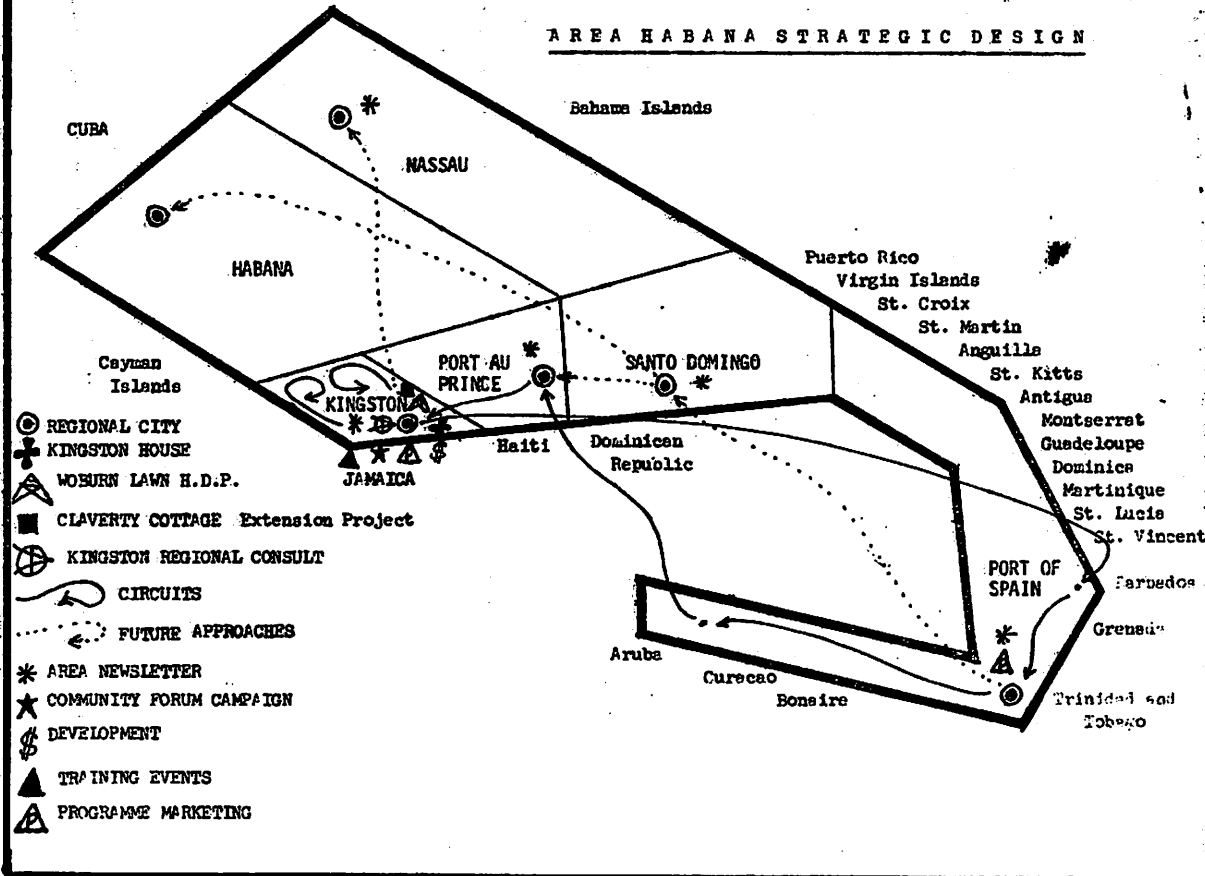 AREA HABANA STRATEGIC DESIGN
Bahama Islands
CUBA
NASSAU
HABANA
Puerto Rico
Virgin Islands
St. Croix
St. Martin
Anguilla
St. Kitts
Antigua
Montserrat
Guadeloupe
Dominica
Martinique
St. Lucia
St. Vincent
Barbados
Grenada
Trinidad and
Tobago
Cayman
Islands
PORT AU
PRINCE
SANTO DOMINGO
KINGSTON
Haiti
Dominican
Republic
JAMAICA
PORT OF
SPAIN
Aruba
Curacao
Bonaire
REGIONAL CITY
KINGSTON HOUSE
WOBURN LAWN H.D.P.
CLAVERTY COTTAGE Extension Project
KINGSTON REGIONAL CONSULT
CIRCUITS
FUTURE APPROACHES
AREA NEWSLETTER
COMMUNITY FORUM CAMPAIGN
$ DEVELOPMENT
TRAINING EVENTS
P PROGRAMME MARKETING